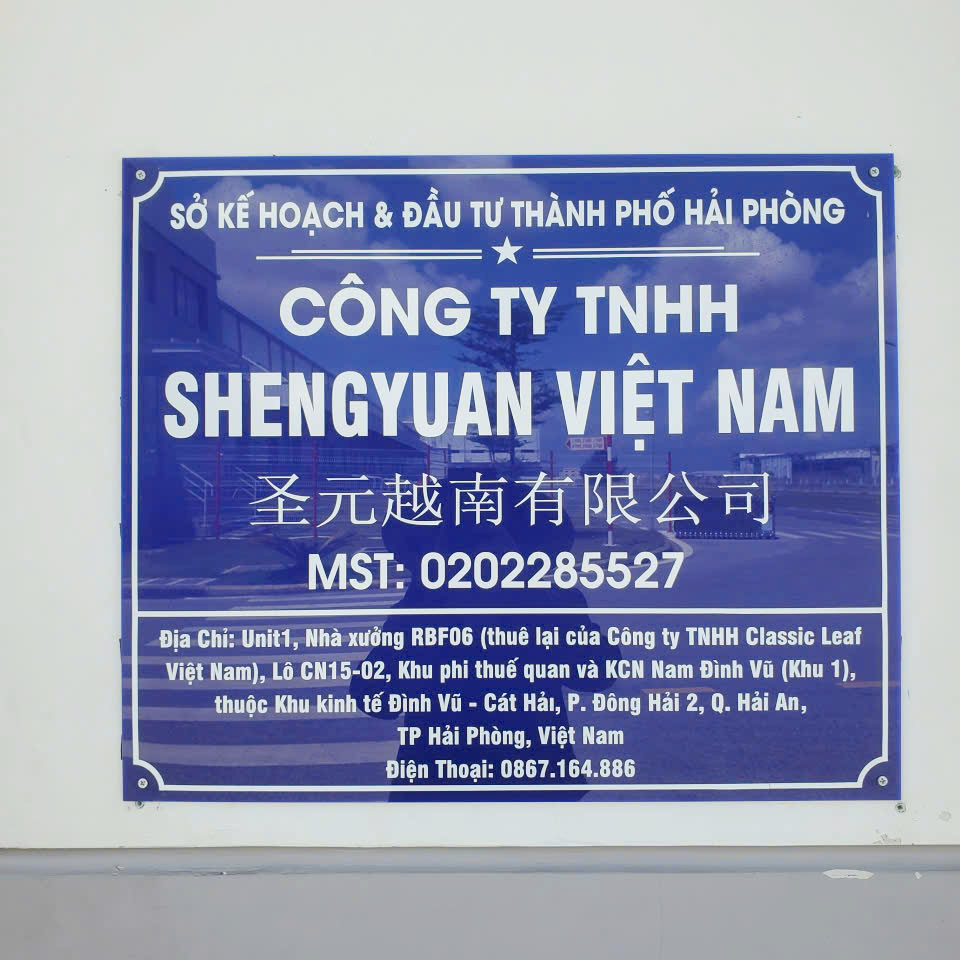 SỞ KẾ HOẠCH & ĐẦU TƯ THÀNH PHỐ HẢI PHÒNG
CÔNG TY TNHH
SHENGYUAN VIỆT NAM
圣元越南有限公司
MST: 0202285527
Địa Chỉ: Unit1, Nhà xưởng RBF06 (thuê lại của Công ty TNHH Classic Leaf
Việt Nam), Lô CN15-02, Khu phi thuế quan và KCN Nam Đình Vũ (Khu 1),
thuộc Khu kinh tế Đình Vũ - Cát Hải, P. Đông Hải 2, Q. Hải An,
TP Hải Phòng, Việt Nam
Điện Thoại: 0867.164.886